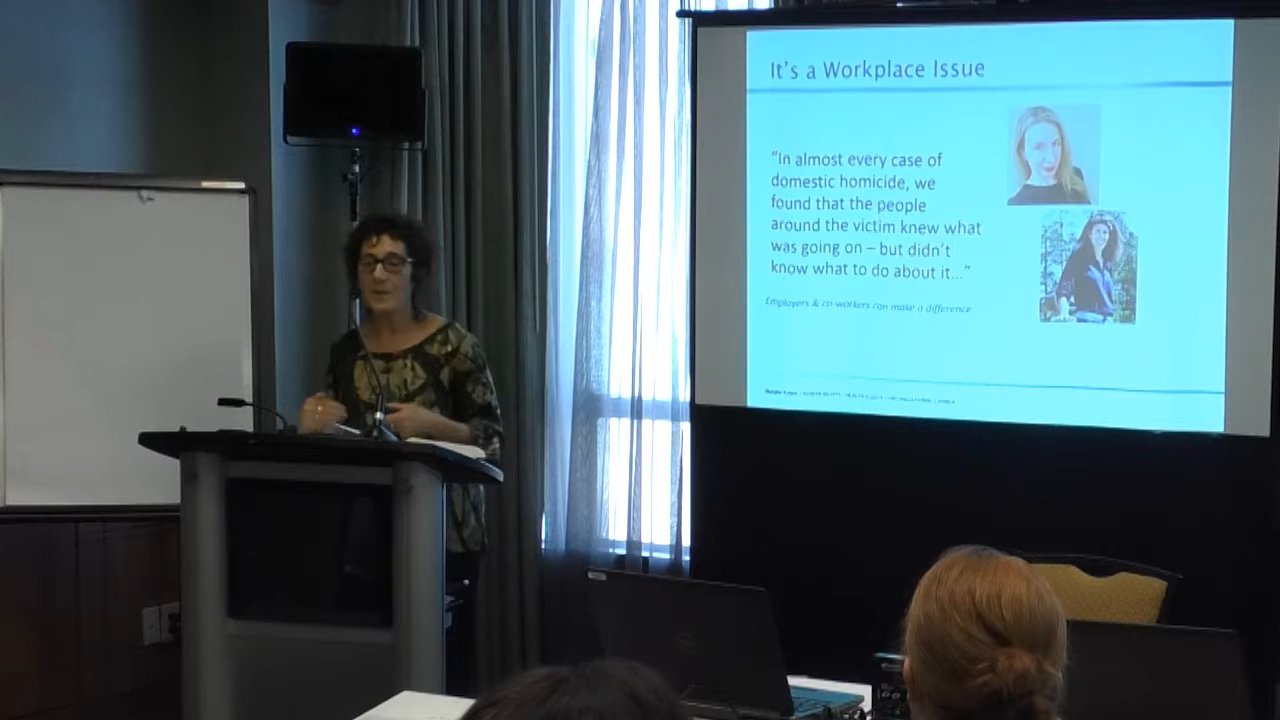 It's a Workplace Issue
"In almost every case of
domestic homicide, we
found that the people
around the victim knew what
was going on – but didn't
know what to do about it…"
Employers & co-workers can make a difference